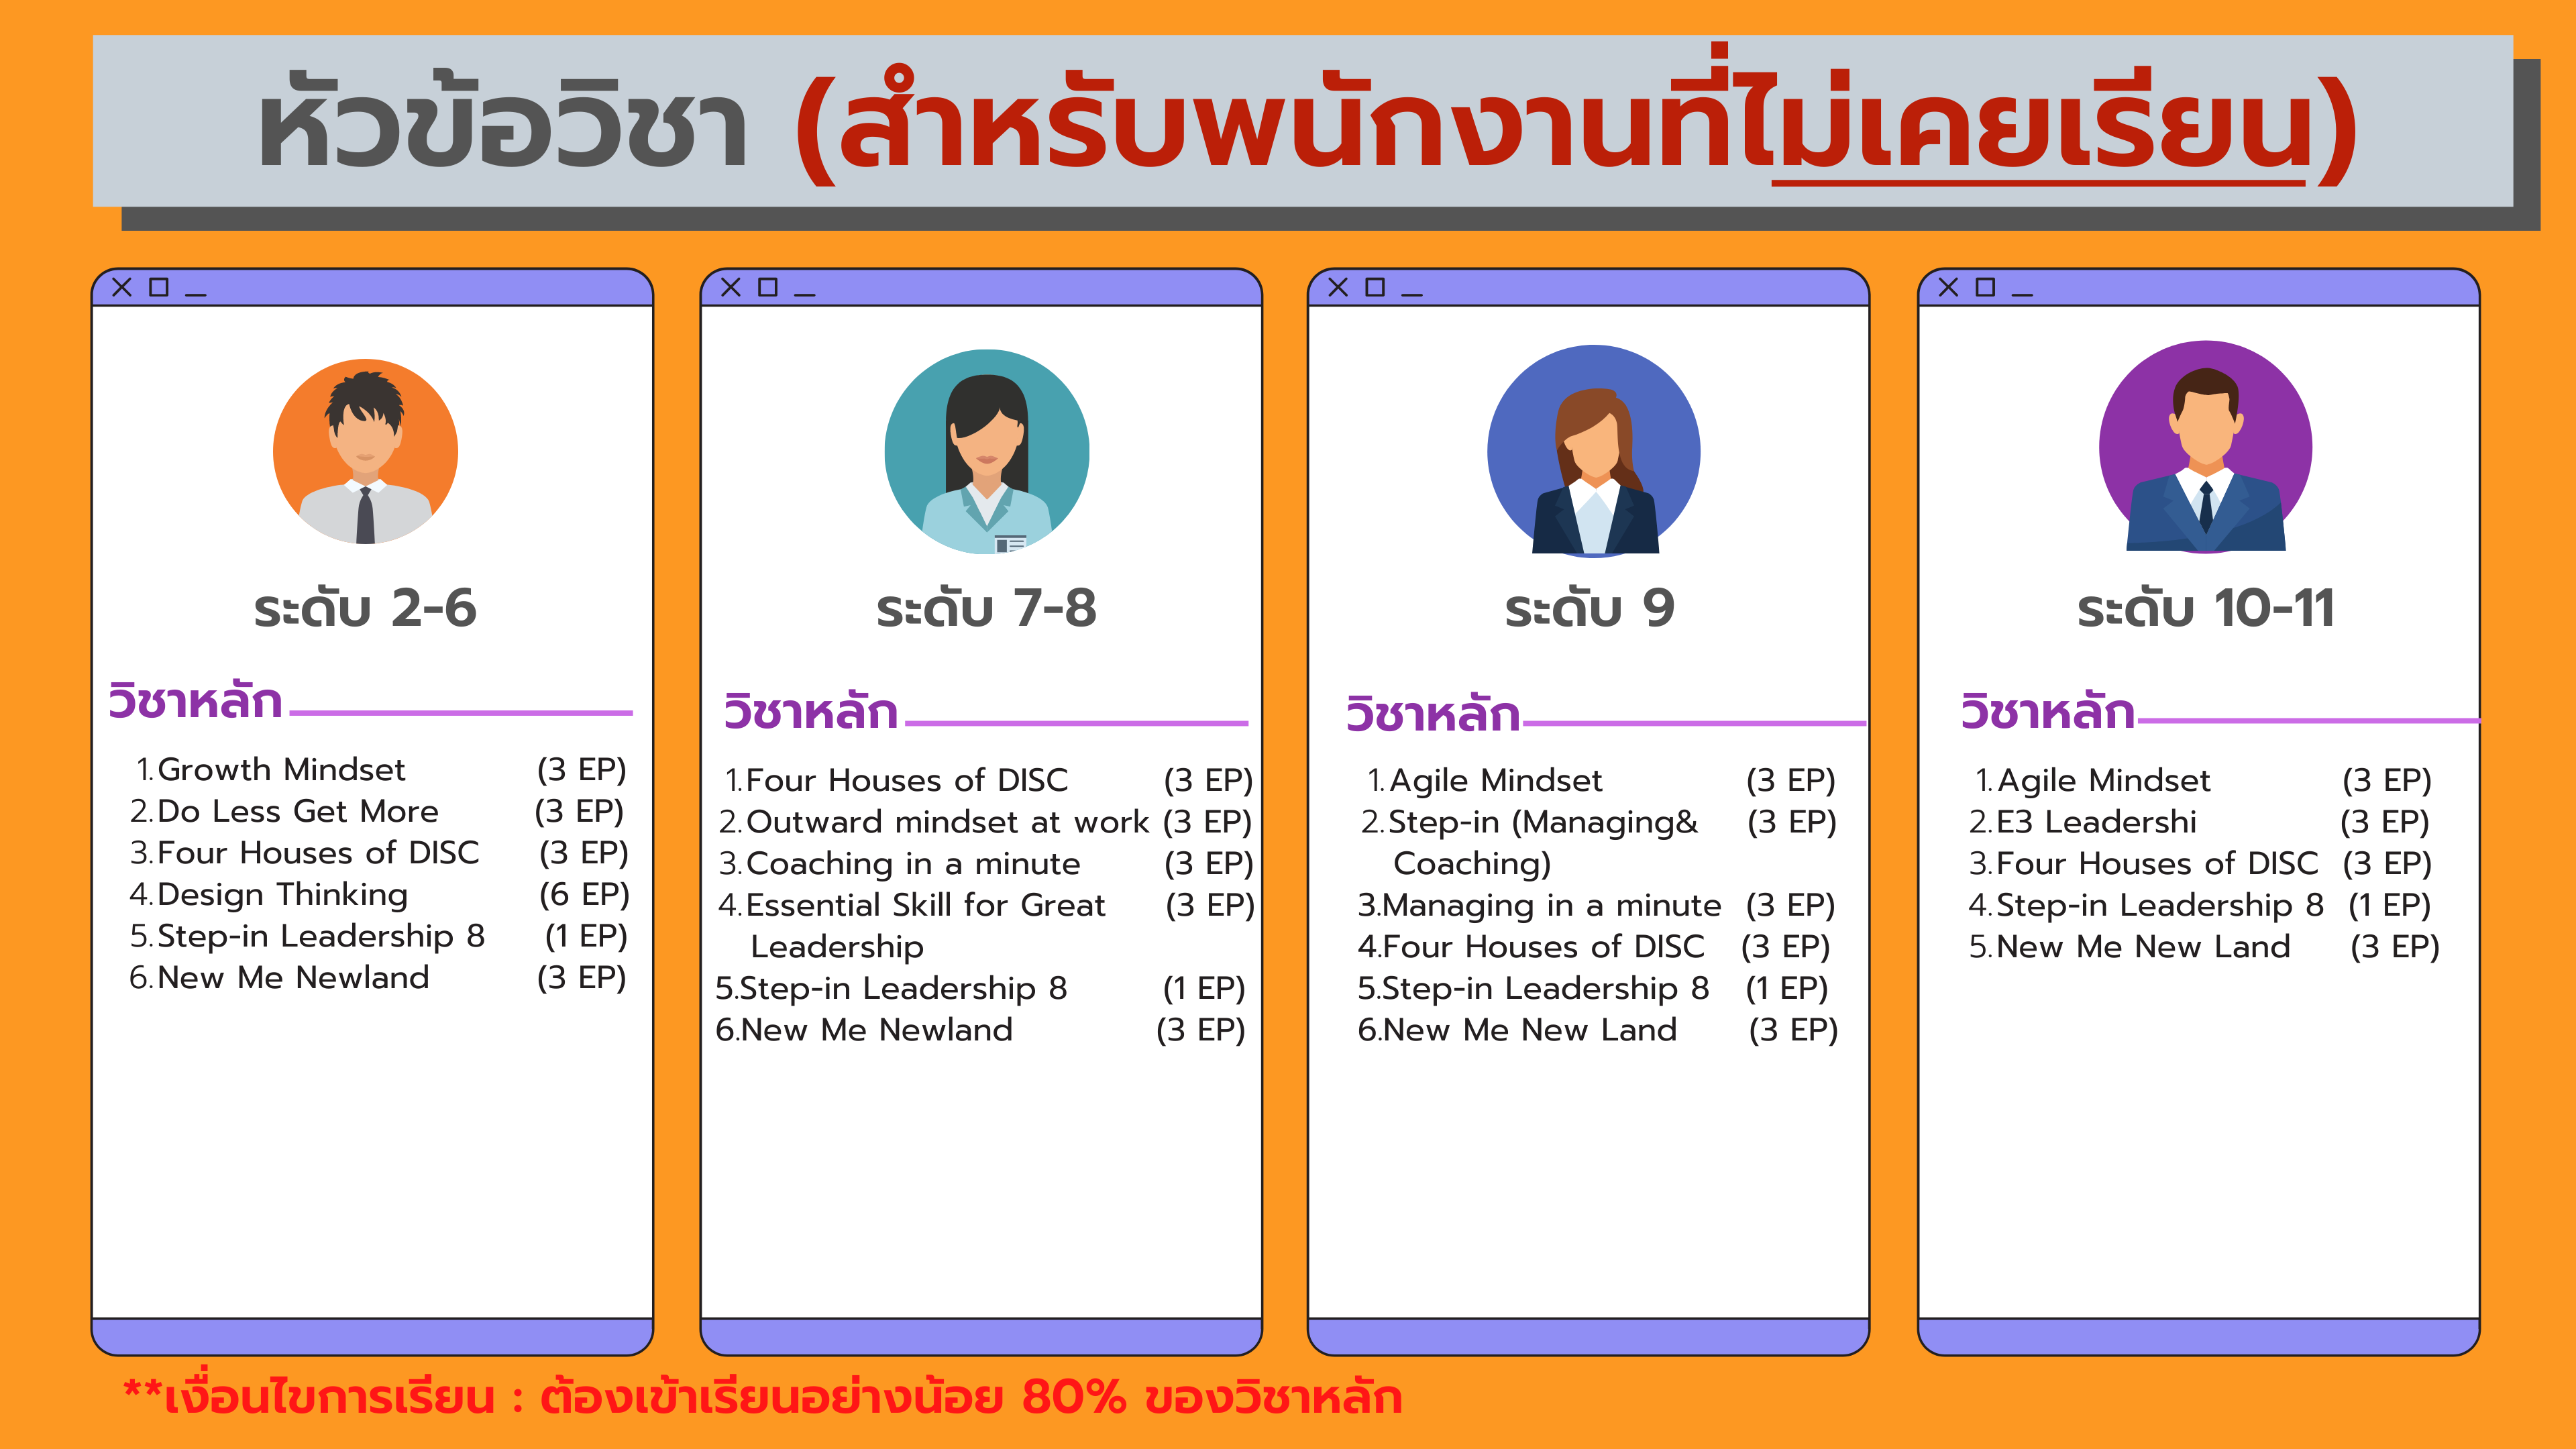 หัวข้อวิชา (สำหรับพนักงานที่ไม่เคยเรียน)
ระดับ 2-6
วิชาหลัก
1. Growth Mindset (3 EP)
2. Do Less Get More (3 EP)
3. Four Houses of DISC (3 EP)
4. Design Thinking (6 EP)
5. Step-in Leadership 8 (1 EP)
6. New Me Newland (3 EP)
ระดับ 7-8
วิชาหลัก
1. Four Houses of DISC (3 EP)
2. Outward mindset at work (3 EP)
3. Coaching in a minute (3 EP)
4. Essential Skill for Great (3 EP)
Leadership
5.Step-in Leadership 8 (1 EP)
6.New Me Newland (3 EP)
ระดับ 9
วิชาหลัก
1. Agile Mindset (3 EP)
2. Step-in (Managing& (3 EP)
Coaching)
3.Managing in a minute (3 EP)
4.Four Houses of DISC (3 EP)
5.Step-in Leadership 8 (1 EP)
6.New Me New Land (3 EP)
ระดับ 10-11
วิชาหลัก
1. Agile Mindset (3 EP)
2. E3 Leadershi (3 EP)
3. Four Houses of DISC (3 EP)
4. Step-in Leadership 8 (1 EP)
5. New Me New Land (3 EP)
**เงื่อนไขการเรียน : ต้องเข้าเรียนอย่างน้อย 80% ของวิชาหลัก